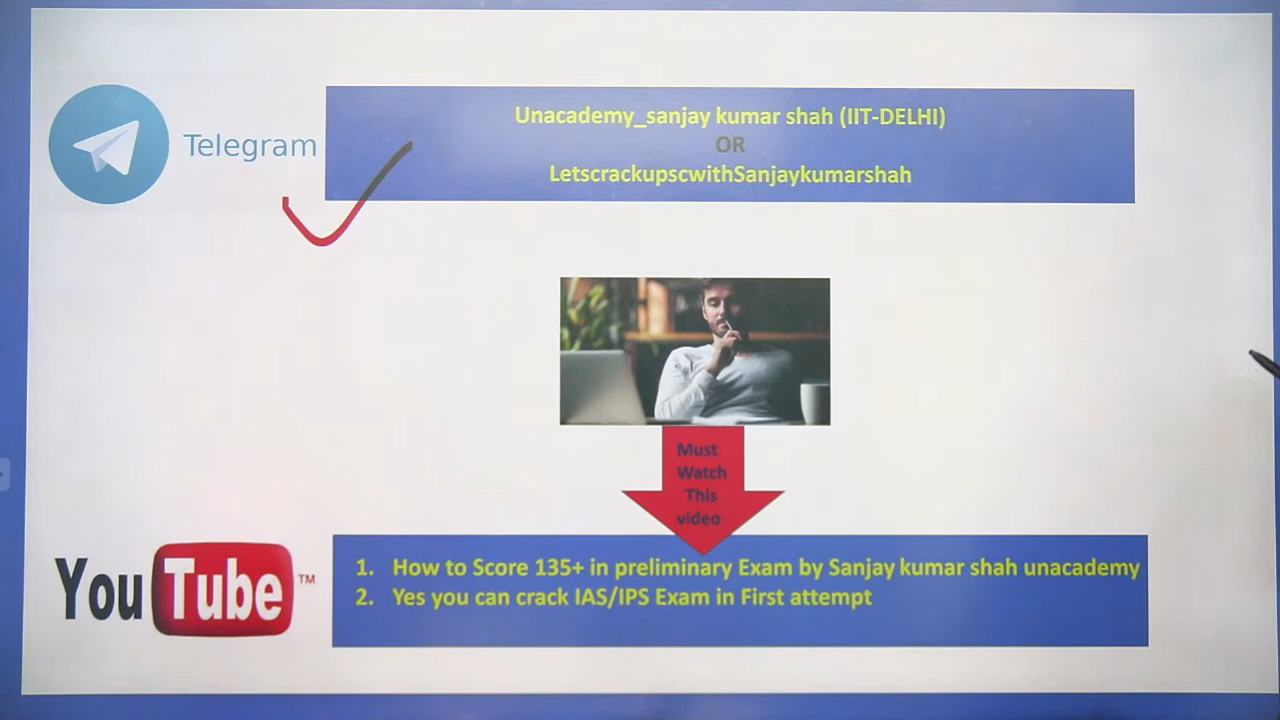 Telegram
Unacademy_sanjay kumar shah (IIT-DELHI)
OR
LetscrackupscwithSanjaykumarshah
Must
Watch
This
video
YouTube™
1. How to Score 135+ in preliminary Exam by Sanjay kumar shah unacademy
2. Yes you can crack IAS/IPS Exam in First attempt